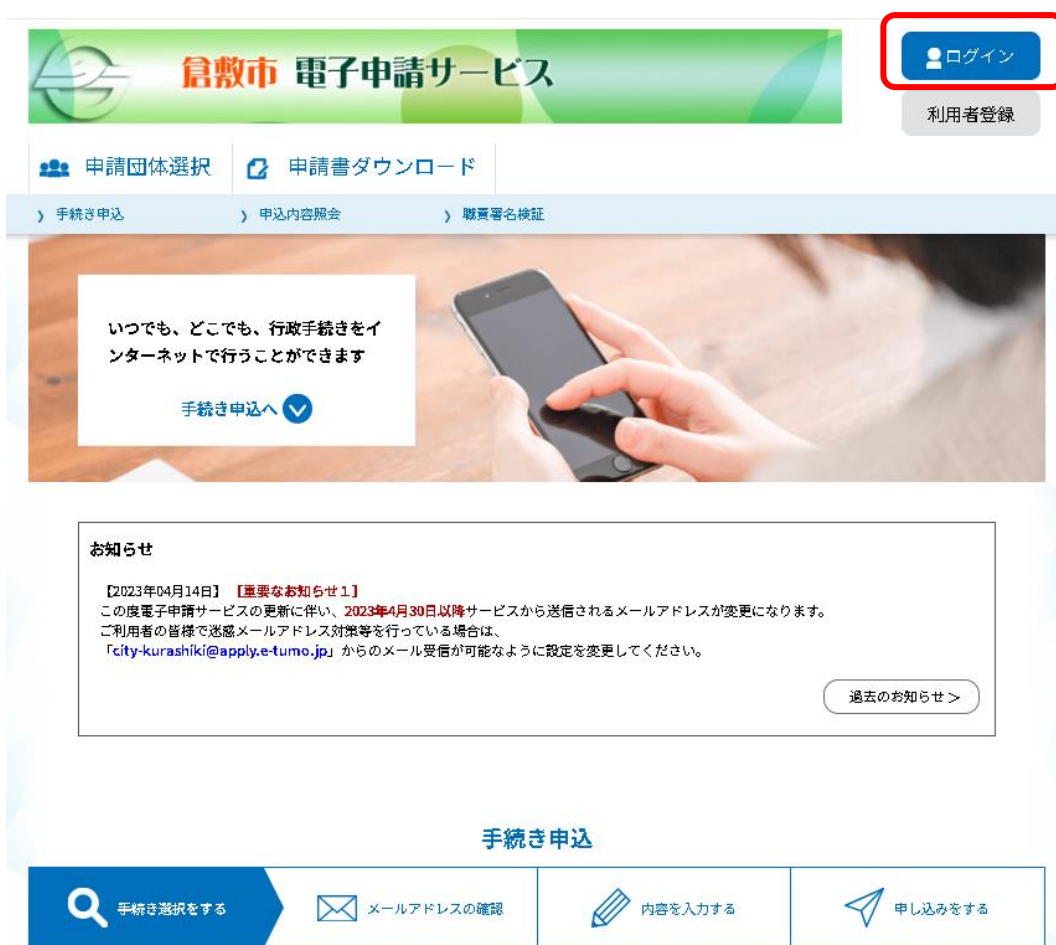 倉敷市 電子申請サービス
ログイン
利用者登録
申請団体選択
申請書ダウンロード
手続き申込
申込内容照会
職責署名検証
いつでも、どこでも、行政手続きをイ
ンターネットで行うことができます
手続き申込へ
お知らせ
【2023年04月14日】 【重要なお知らせ1】
この度電子申請サービスの更新に伴い、2023年4月30日以降サービスから送信されるメールアドレスが変更になります。
ご利用者の皆様で迷惑メールアドレス対策等を行っている場合は、
「city-kurashiki@apply.e-tumo.jp」からのメール受信が可能なように設定を変更してください。
過去のお知らせ＞
手続き申込
手続き選択をする
メールアドレスの確認
内容を入力する
申し込みをする